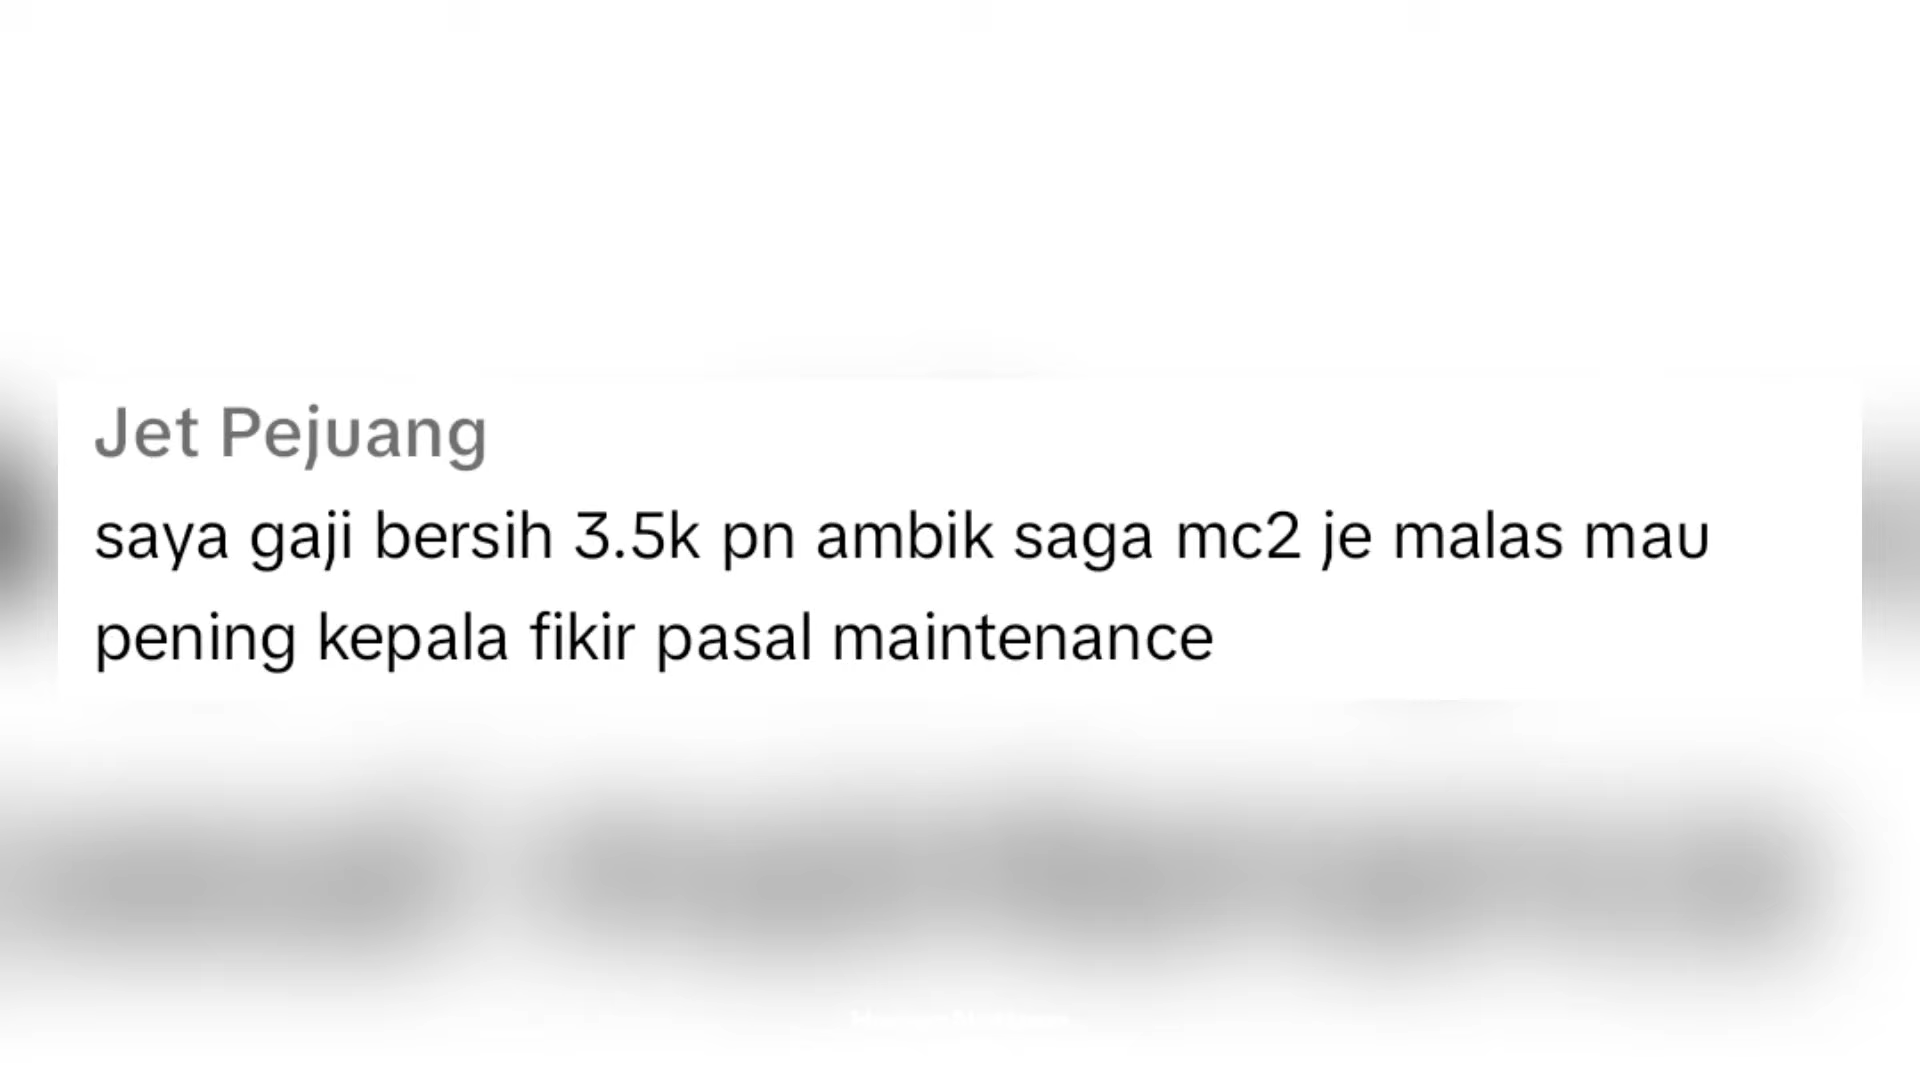 Jet Pejuang
saya gaji bersih 3.5k pn ambik saga mc2 je malas mau
pening kepala fikir pasal maintenance